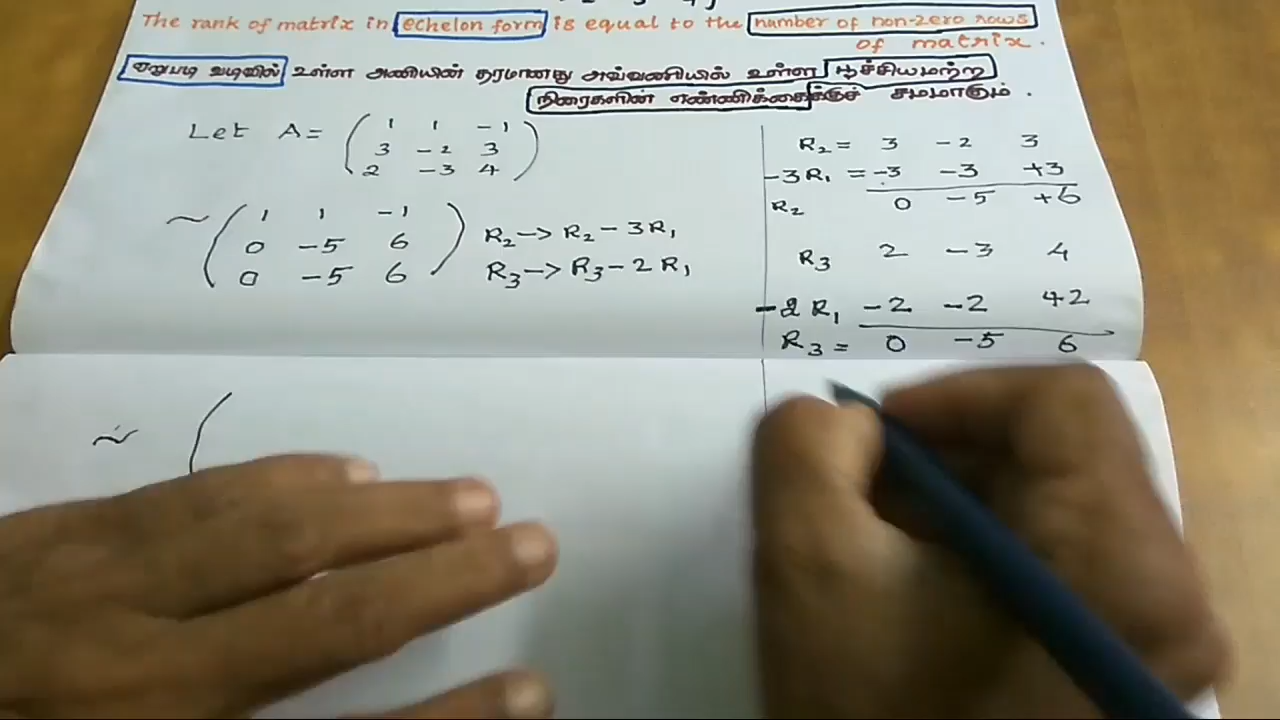 The rank of matrix in echelon form is equal to the number of non-zero rows
of matrix.
ஏறுபடி வடிவில் உள்ள அணியின் தரமானது அவ்வணியில் உள்ள பூச்சியமற்ற
நிரைகளின் எண்ணிக்கைக்குச் சமமாகும்.
Let A = ( 1 1 -1
3 -2 3
2 -3 4 )
~ ( 1 1 -1
0 -5 6
0 -5 6 )
R₂ -> R₂ - 3R₁
R₃ -> R₃ - 2 R₁
R₂ = 3 -2 3
-3R₁ = -3 -3 +3
R₂ 0 -5 +6
R₃ 2 -3 4
-2 R₁ -2 -2 +2
R₃ = 0 -5 6
~ (